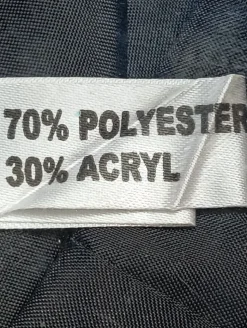 70% POLYESTER
30% ACRYL